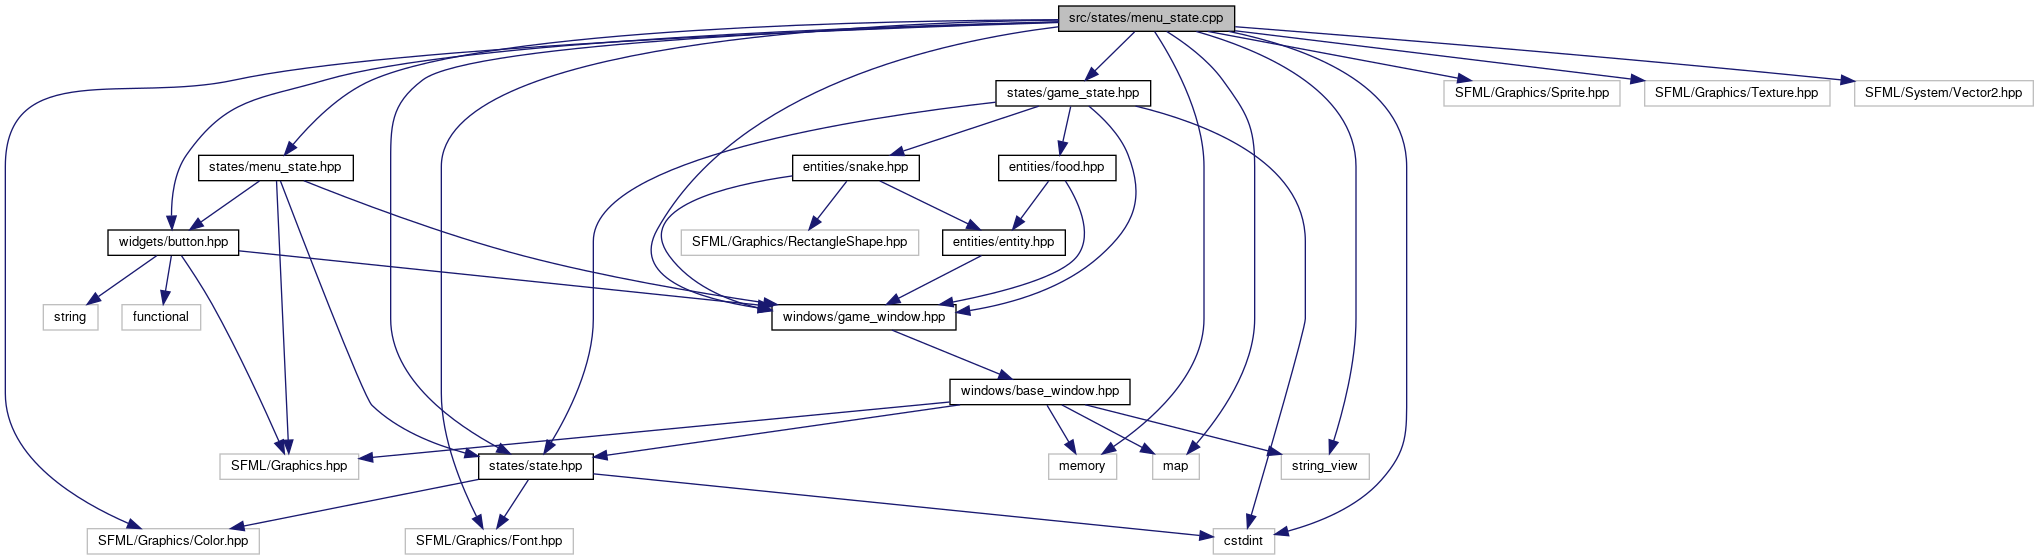 src/states/menu_state.cpp
states/game_state.hpp
SFML/Graphics/Sprite.hpp
SFML/Graphics/Texture.hpp
SFML/System/Vector2.hpp
states/menu_state.hpp
entities/snake.hpp
entities/food.hpp
widgets/button.hpp
SFML/Graphics/RectangleShape.hpp
entities/entity.hpp
string
functional
windows/game_window.hpp
windows/base_window.hpp
SFML/Graphics.hpp
states/state.hpp
memory
map
string_view
SFML/Graphics/Color.hpp
SFML/Graphics/Font.hpp
cstdint